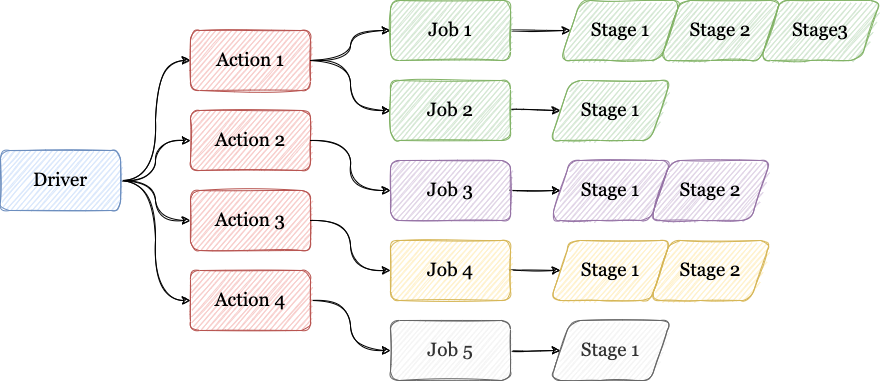 Job 1
Stage 1
Stage 2
Stage3
Action 1
Job 2
Stage 1
Action 2
Driver
Job 3
Stage 1
Stage 2
Action 3
Job 4
Stage 1
Stage 2
Action 4
Job 5
Stage 1